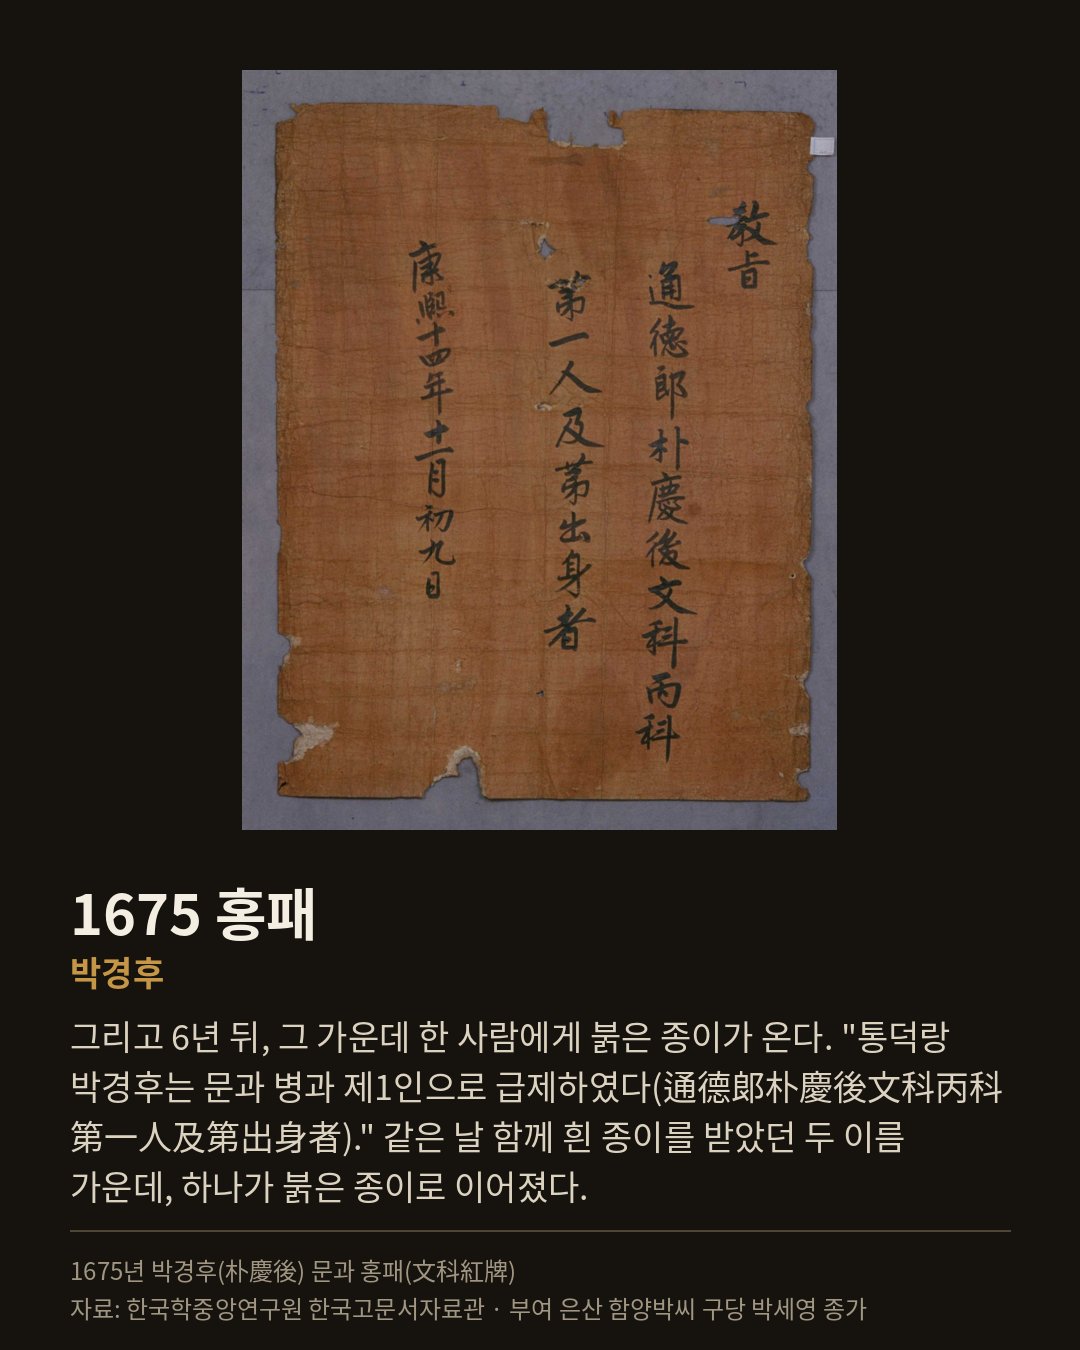 教旨
通德郎朴慶後文科丙科
第一人及第出身者
康熙十四年十一月初九日
1675 홍패
박경후
그리고 6년 뒤, 그 가운데 한 사람에게 붉은 종이가 온다. "통덕랑
박경후는 문과 병과 제1인으로 급제하였다(通德郞朴慶後文科丙科
第一人及第出身者)." 같은 날 함께 흰 종이를 받았던 두 이름
가운데, 하나가 붉은 종이로 이어졌다.
1675년 박경후(朴慶後) 문과 홍패(文科紅牌)
자료: 한국학중앙연구원 한국고문서자료관 · 부여 은산 함양박씨 구당 박세영 종가